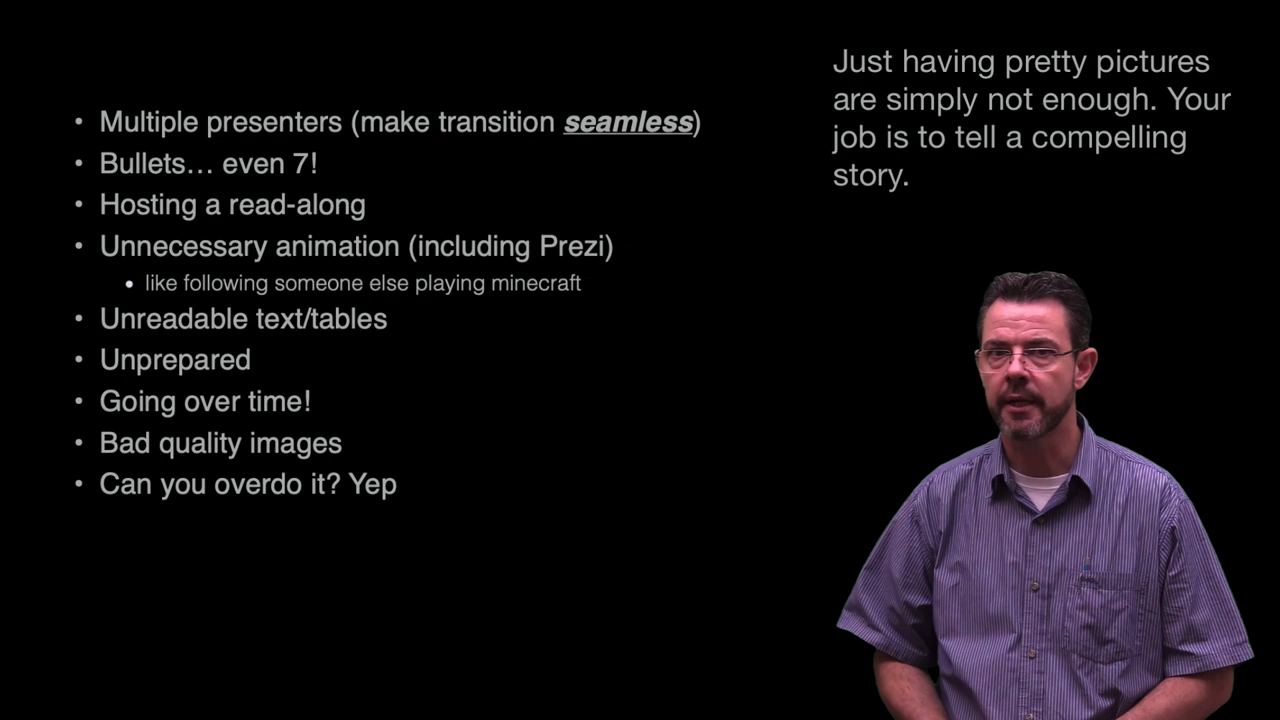 • Multiple presenters (make transition seamless)
• Bullets… even 7!
• Hosting a read-along
• Unnecessary animation (including Prezi)
• like following someone else playing minecraft
• Unreadable text/tables
• Unprepared
• Going over time!
• Bad quality images
• Can you overdo it? Yep
Just having pretty pictures
are simply not enough. Your
job is to tell a compelling
story.